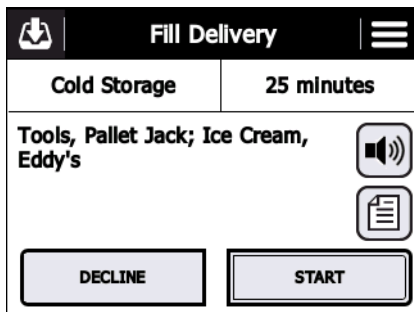 Fill Delivery
Cold Storage
25 minutes
Tools, Pallet Jack; Ice Cream,
Eddy's
DECLINE
START